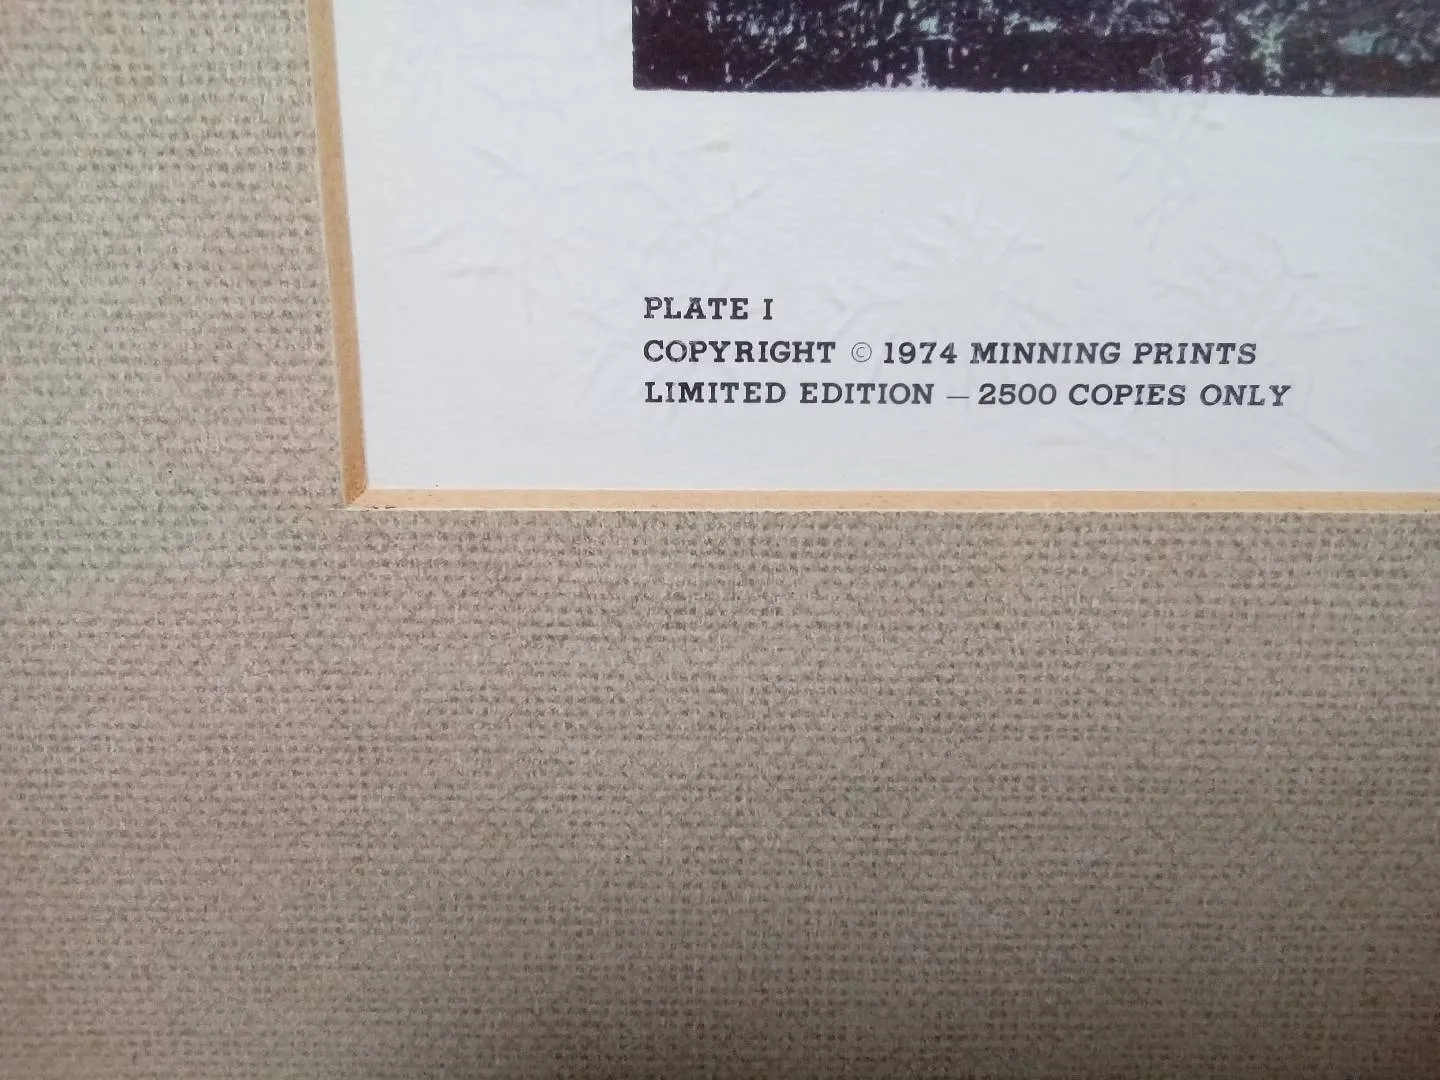 PLATE I
COPYRIGHT © 1974 MINNING PRINTS
LIMITED EDITION — 2500 COPIES ONLY